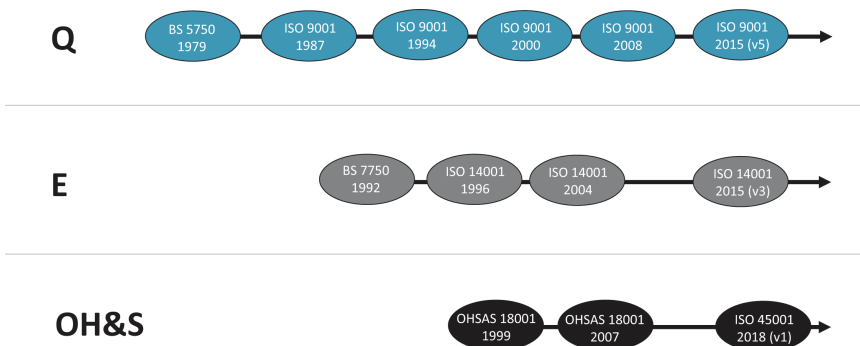 Q
BS 5750
1979
ISO 9001
1987
ISO 9001
1994
ISO 9001
2000
ISO 9001
2008
ISO 9001
2015 (v5)
E
BS 7750
1992
ISO 14001
1996
ISO 14001
2004
ISO 14001
2015 (v3)
OH&S
OHSAS 18001
1999
OHSAS 18001
2007
ISO 45001
2018 (v1)